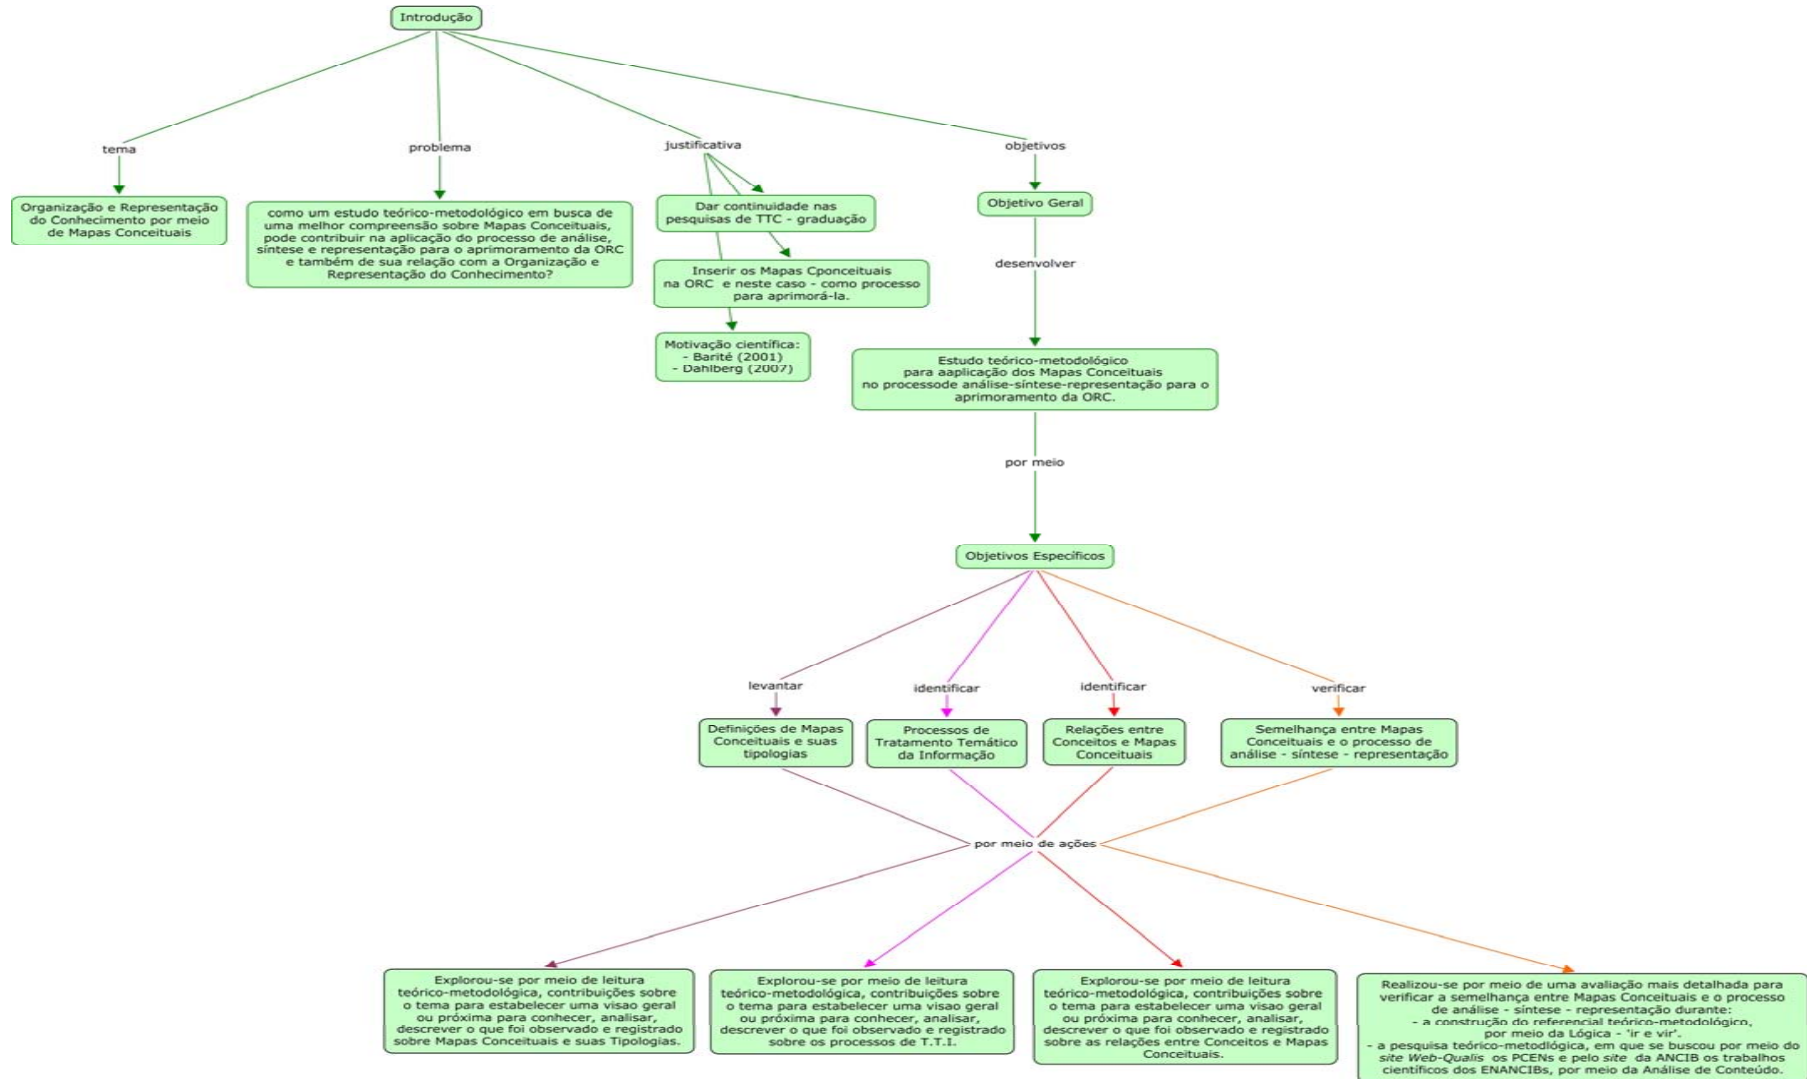 Introdução
tema
problema
justificativa
objetivos
Organização e Representação
do Conhecimento por meio
de Mapas Conceituais
como um estudo teórico-metodológico em busca de
uma melhor compreensão sobre Mapas Conceituais,
pode contribuir na aplicação do processo de análise,
síntese e representação para o aprimoramento da ORC
e também de sua relação com a Organização e
Representação do Conhecimento?
Dar continuidade nas
pesquisas de TTC - graduação
Inserir os Mapas Cponceituais
na ORC e neste caso - como processo
para aprimorá-la.
Motivação científica:
- Barité (2001)
- Dahlberg (2007)
Objetivo Geral
desenvolver
Estudo teórico-metodológico
para aaplicação dos Mapas Conceituais
no processode análise-síntese-representação para o
aprimoramento da ORC.
por meio
Objetivos Específicos
levantar
identificar
identificar
verificar
Definições de Mapas
Conceituais e suas
tipologias
Processos de
Tratamento Temático
da Informação
Relações entre
Conceitos e Mapas
Conceituais
Semelhança entre Mapas
Conceituais e o processo de
análise - síntese - representação
por meio de ações
Explorou-se por meio de leitura
teórico-metodológica, contribuições sobre
o tema para estabelecer uma visao geral
ou próxima para conhecer, analisar,
descrever o que foi observado e registrado
sobre Mapas Conceituais e suas Tipologias.
Explorou-se por meio de leitura
teórico-metodológica, contribuições sobre
o tema para estabelecer uma visao geral
ou próxima para conhecer, analisar,
descrever o que foi observado e registrado
sobre os processos de T.T.I.
Explorou-se por meio de leitura
teórico-metodológica, contribuições sobre
o tema para estabelecer uma visao geral
ou próxima para conhecer, analisar,
descrever o que foi observado e registrado
sobre as relações entre Conceitos e Mapas
Conceituais.
Realizou-se por meio de uma avaliação mais detalhada para
verificar a semelhança entre Mapas Conceituais e o processo
de análise - síntese - representação durante:
- a construção do referencial teórico-metodológico,
por meio da Lógica - 'ir e vir'.
- a pesquisa teórico-metodlógica, em que se buscou por meio do
site Web-Qualis os PCENs e pelo site da ANCIB os trabalhos
científicos dos ENANCIBs, por meio da Análise de Conteúdo.